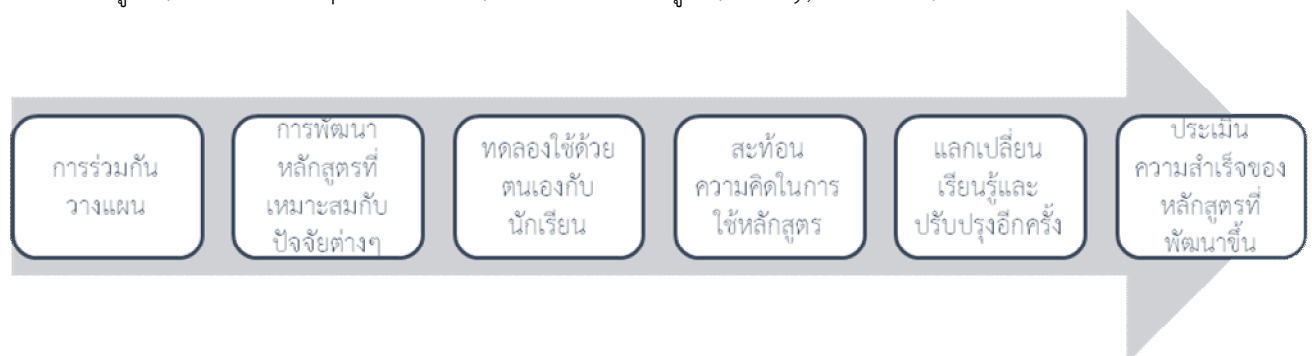 การร่วมกัน
วางแผน
การพัฒนา
หลักสูตรที่
เหมาะสมกับ
ปัจจัยต่างๆ
ทดลองใช้ด้วย
ตนเองกับ
นักเรียน
สะท้อน
ความคิดในการ
ใช้หลักสูตร
แลกเปลี่ยน
เรียนรู้และ
ปรับปรุงอีกครั้ง
ประเมิน
ความสำเร็จของ
หลักสูตรที่
พัฒนาขึ้น